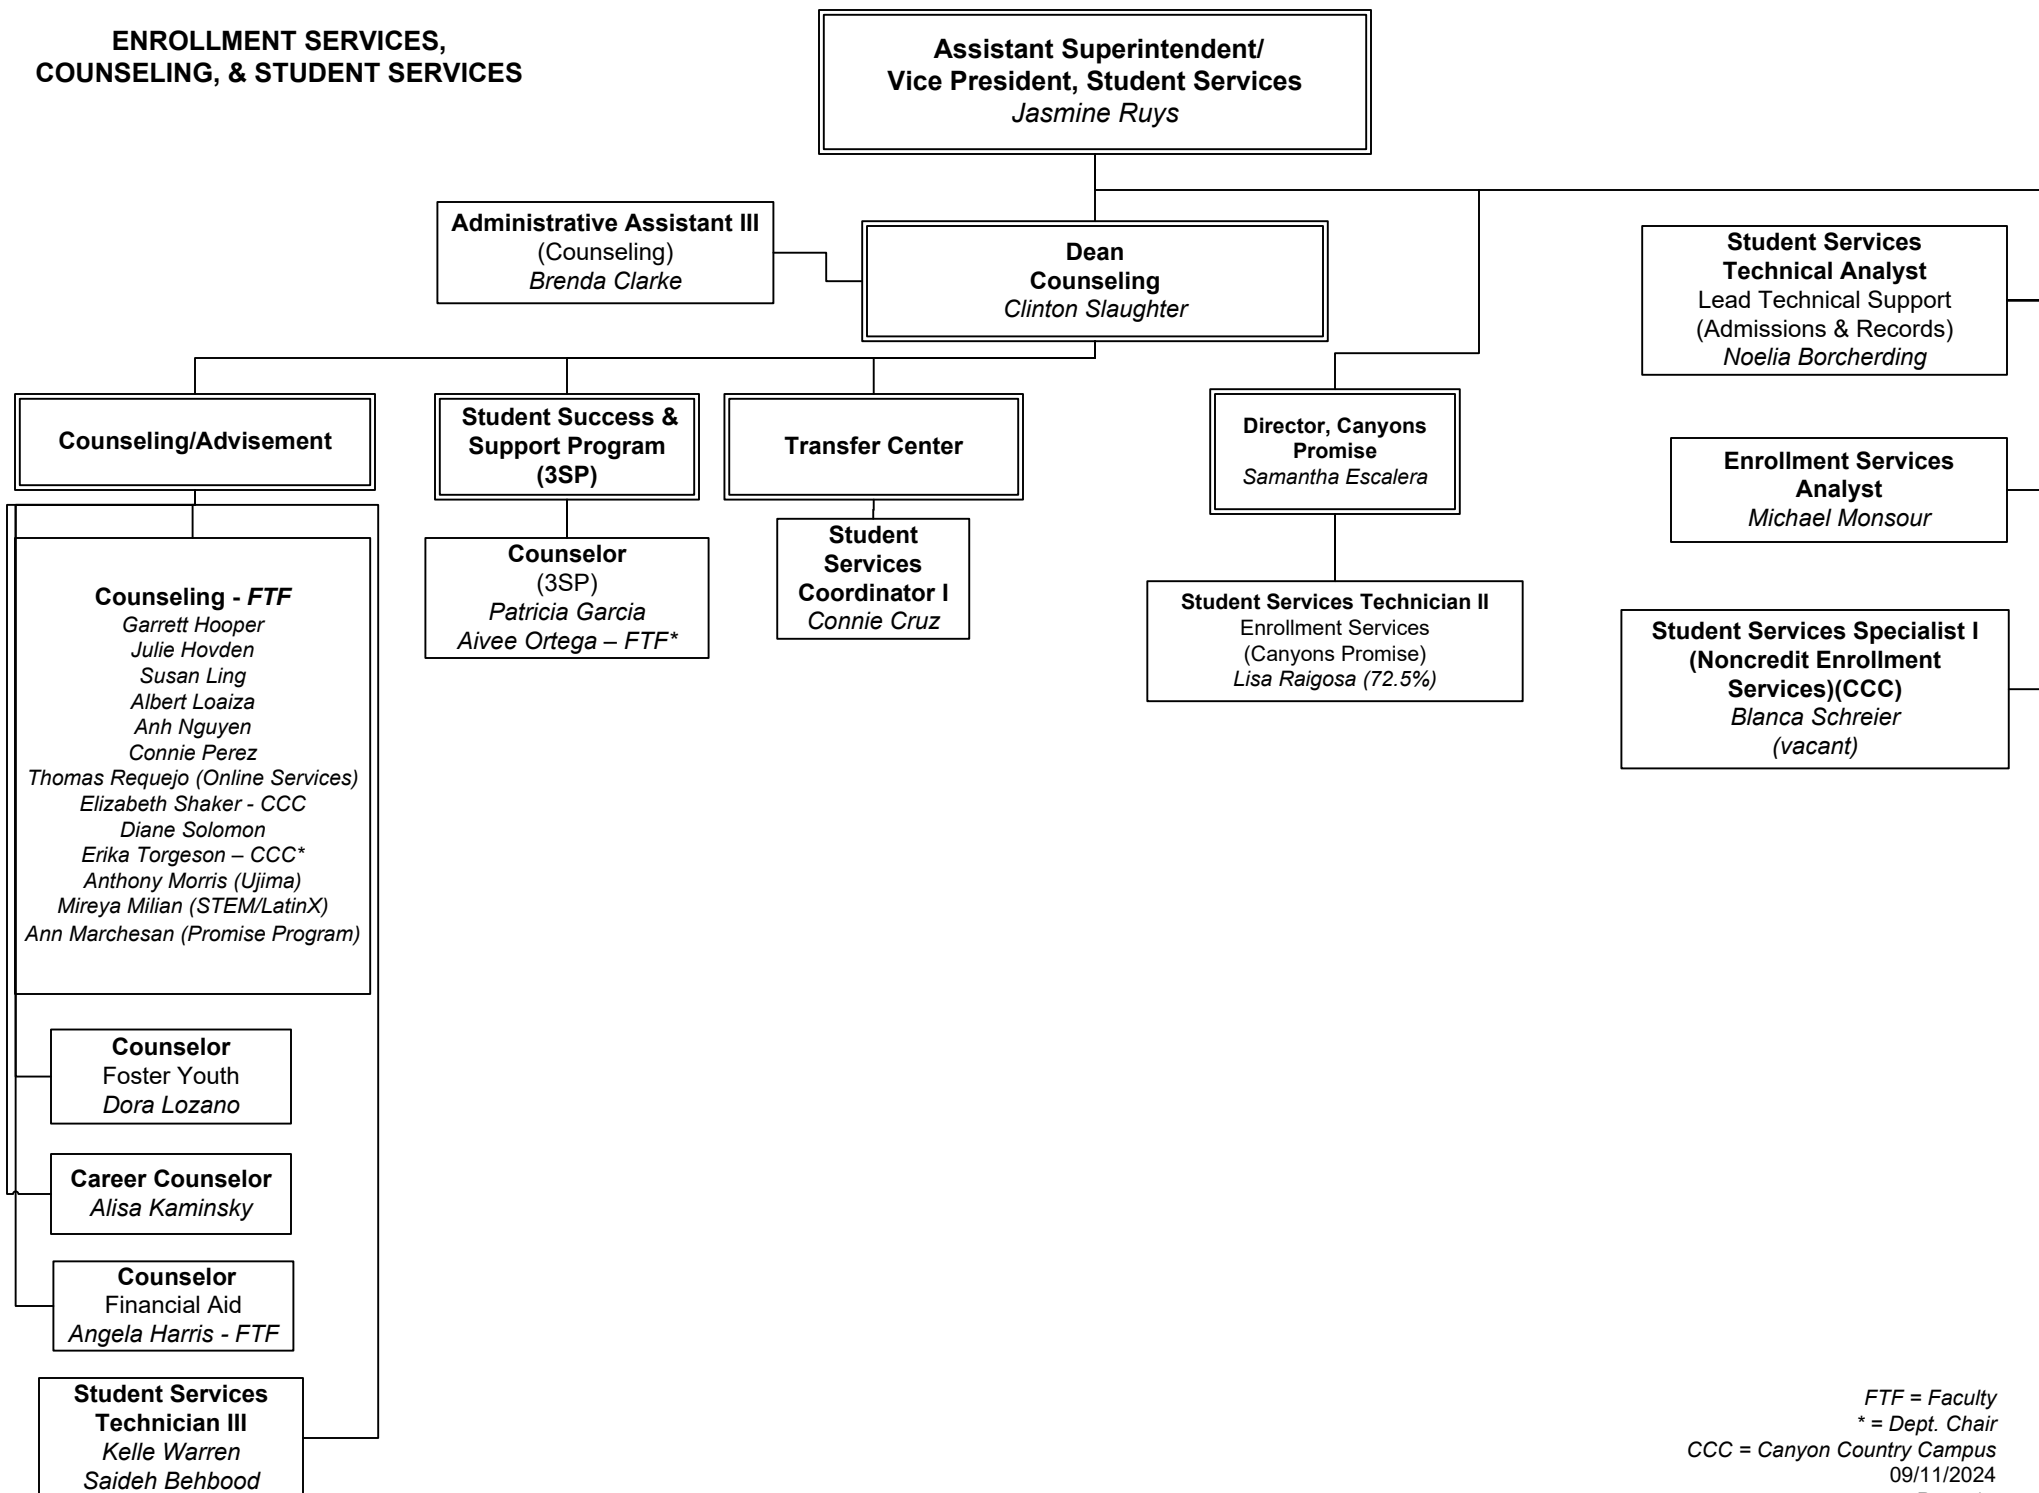 ENROLLMENT SERVICES,
COUNSELING, & STUDENT SERVICES
Assistant Superintendent/
Vice President, Student Services
Jasmine Ruys
Administrative Assistant III
(Counseling)
Brenda Clarke
Dean
Counseling
Clinton Slaughter
Student Services
Technical Analyst
Lead Technical Support
(Admissions & Records)
Noelia Borcherding
Counseling/Advisement
Student Success &
Support Program
(3SP)
Transfer Center
Director, Canyons
Promise
Samantha Escalera
Enrollment Services
Analyst
Michael Monsour
Counseling - FTF
Garrett Hooper
Julie Hovden
Susan Ling
Albert Loaiza
Anh Nguyen
Connie Perez
Thomas Requejo (Online Services)
Elizabeth Shaker - CCC
Diane Solomon
Erika Torgeson – CCC*
Anthony Morris (Ujima)
Mireya Milian (STEM/LatinX)
Ann Marchesan (Promise Program)
Counselor
(3SP)
Patricia Garcia
Aivee Ortega – FTF*
Student
Services
Coordinator I
Connie Cruz
Student Services Technician II
Enrollment Services
(Canyons Promise)
Lisa Raigosa (72.5%)
Student Services Specialist I
(Noncredit Enrollment
Services)(CCC)
Blanca Schreier
(vacant)
Counselor
Foster Youth
Dora Lozano
Career Counselor
Alisa Kaminsky
Counselor
Financial Aid
Angela Harris - FTF
Student Services
Technician III
Kelle Warren
Saideh Behbood
FTF = Faculty
* = Dept. Chair
CCC = Canyon Country Campus
09/11/2024